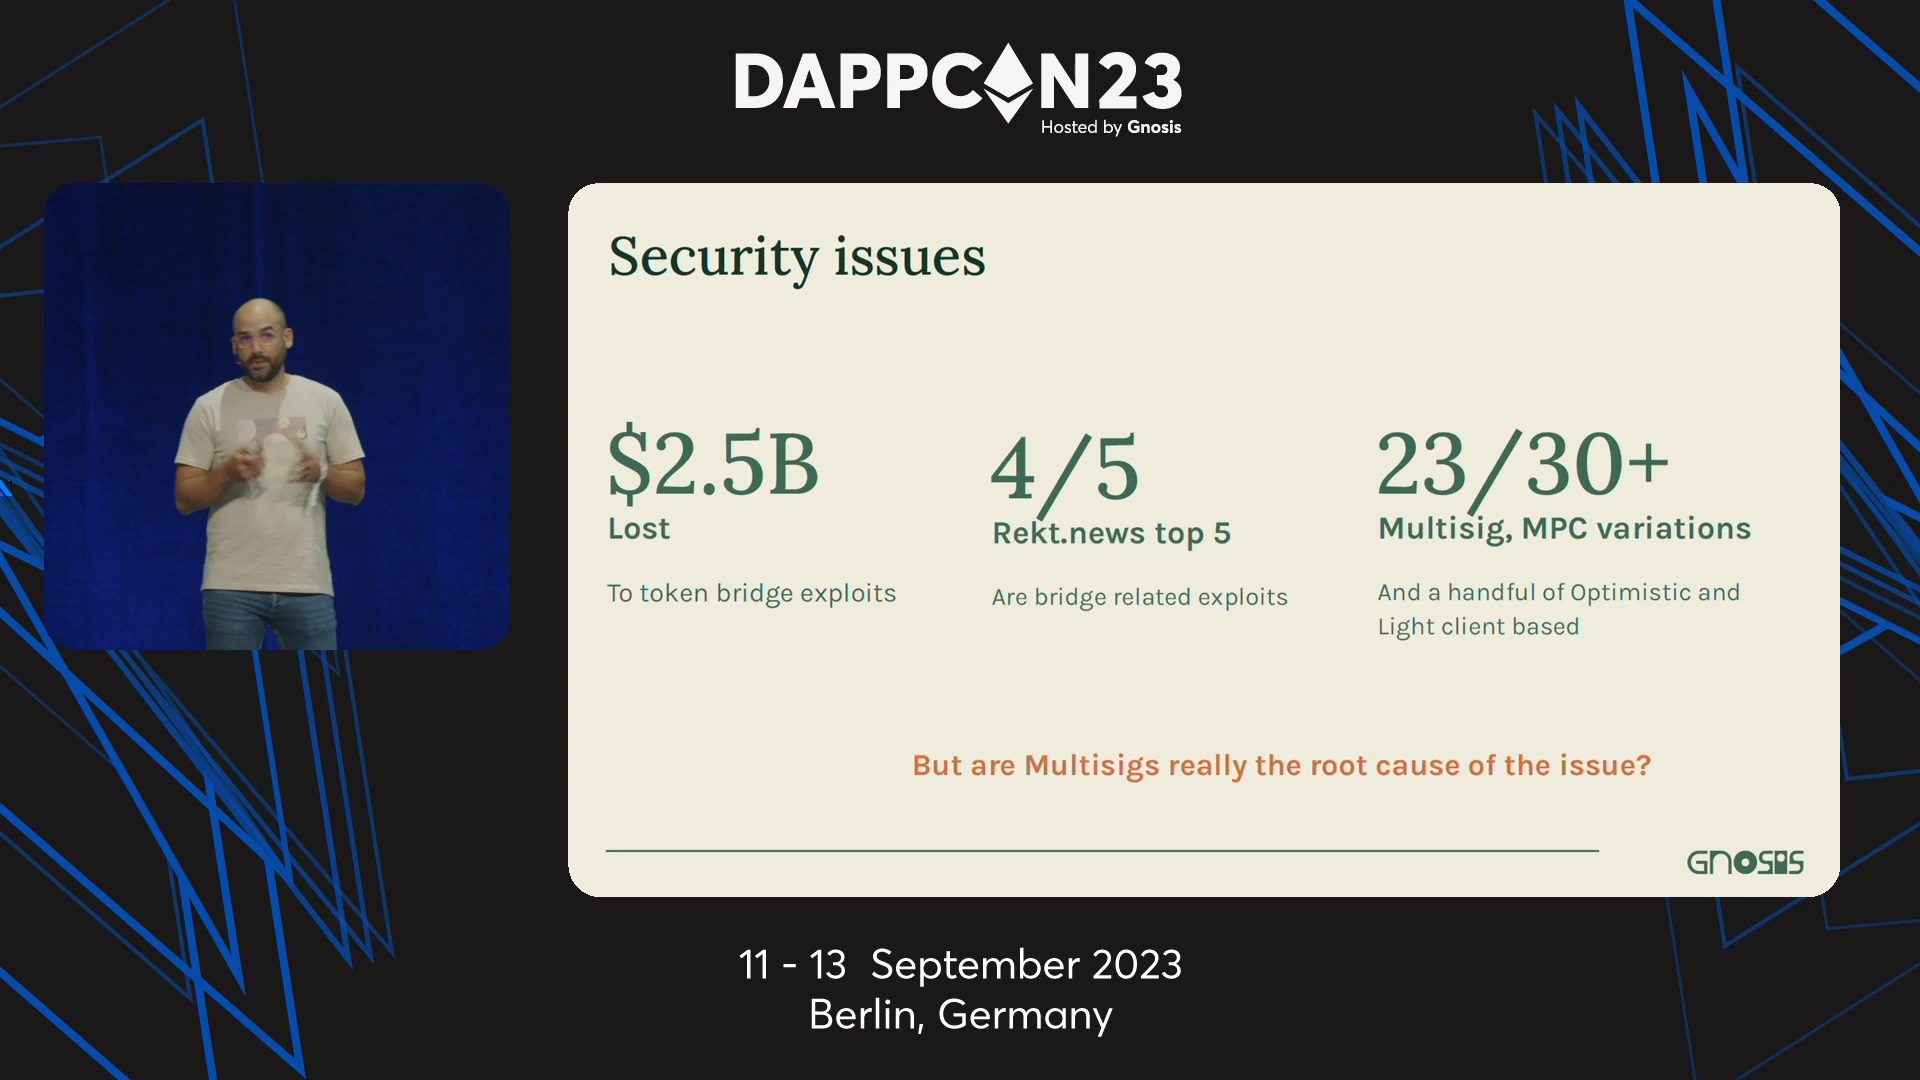 DAPPCON23
Hosted by Gnosis
Security issues
$2.5B
Lost
To token bridge exploits
4/5
Rekt.news top 5
Are bridge related exploits
23/30+
Multisig, MPC variations
And a handful of Optimistic and
Light client based
But are Multisigs really the root cause of the issue?
GNOSIS
11 - 13 September 2023
Berlin, Germany